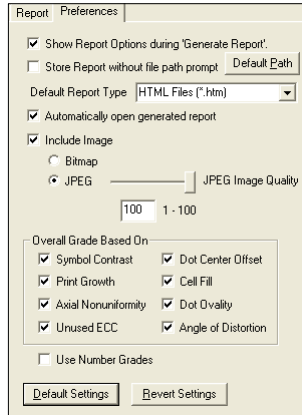 Report Preferences
Show Report Options during 'Generate Report'.
Store Report without file path prompt Default Path
Default Report Type HTML Files (*.htm)
Automatically open generated report
Include Image
Bitmap
JPEG JPEG Image Quality
100 1 - 100
Overall Grade Based On
Symbol Contrast Dot Center Offset
Print Growth Cell Fill
Axial Nonuniformity Dot Ovality
Unused ECC Angle of Distortion
Use Number Grades
Default Settings Revert Settings